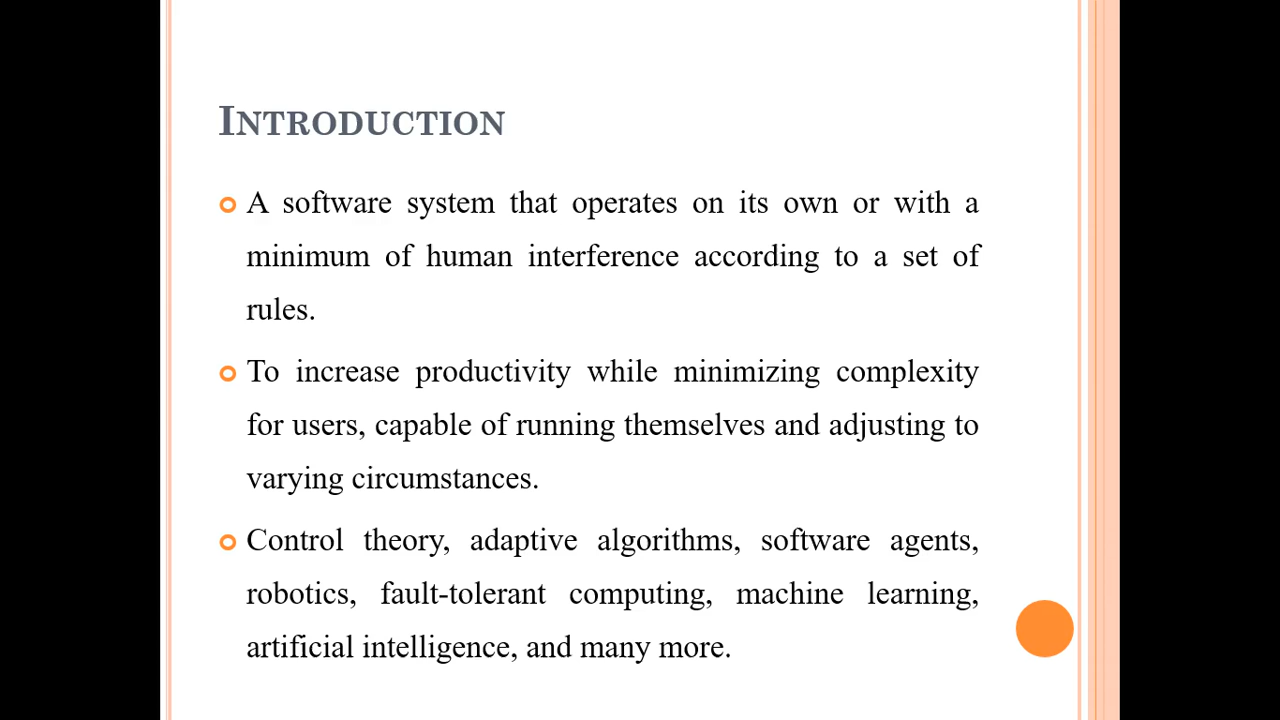 INTRODUCTION
A software system that operates on its own or with a
minimum of human interference according to a set of
rules.
To increase productivity while minimizing complexity
for users, capable of running themselves and adjusting to
varying circumstances.
Control theory, adaptive algorithms, software agents,
robotics, fault-tolerant computing, machine learning,
artificial intelligence, and many more.